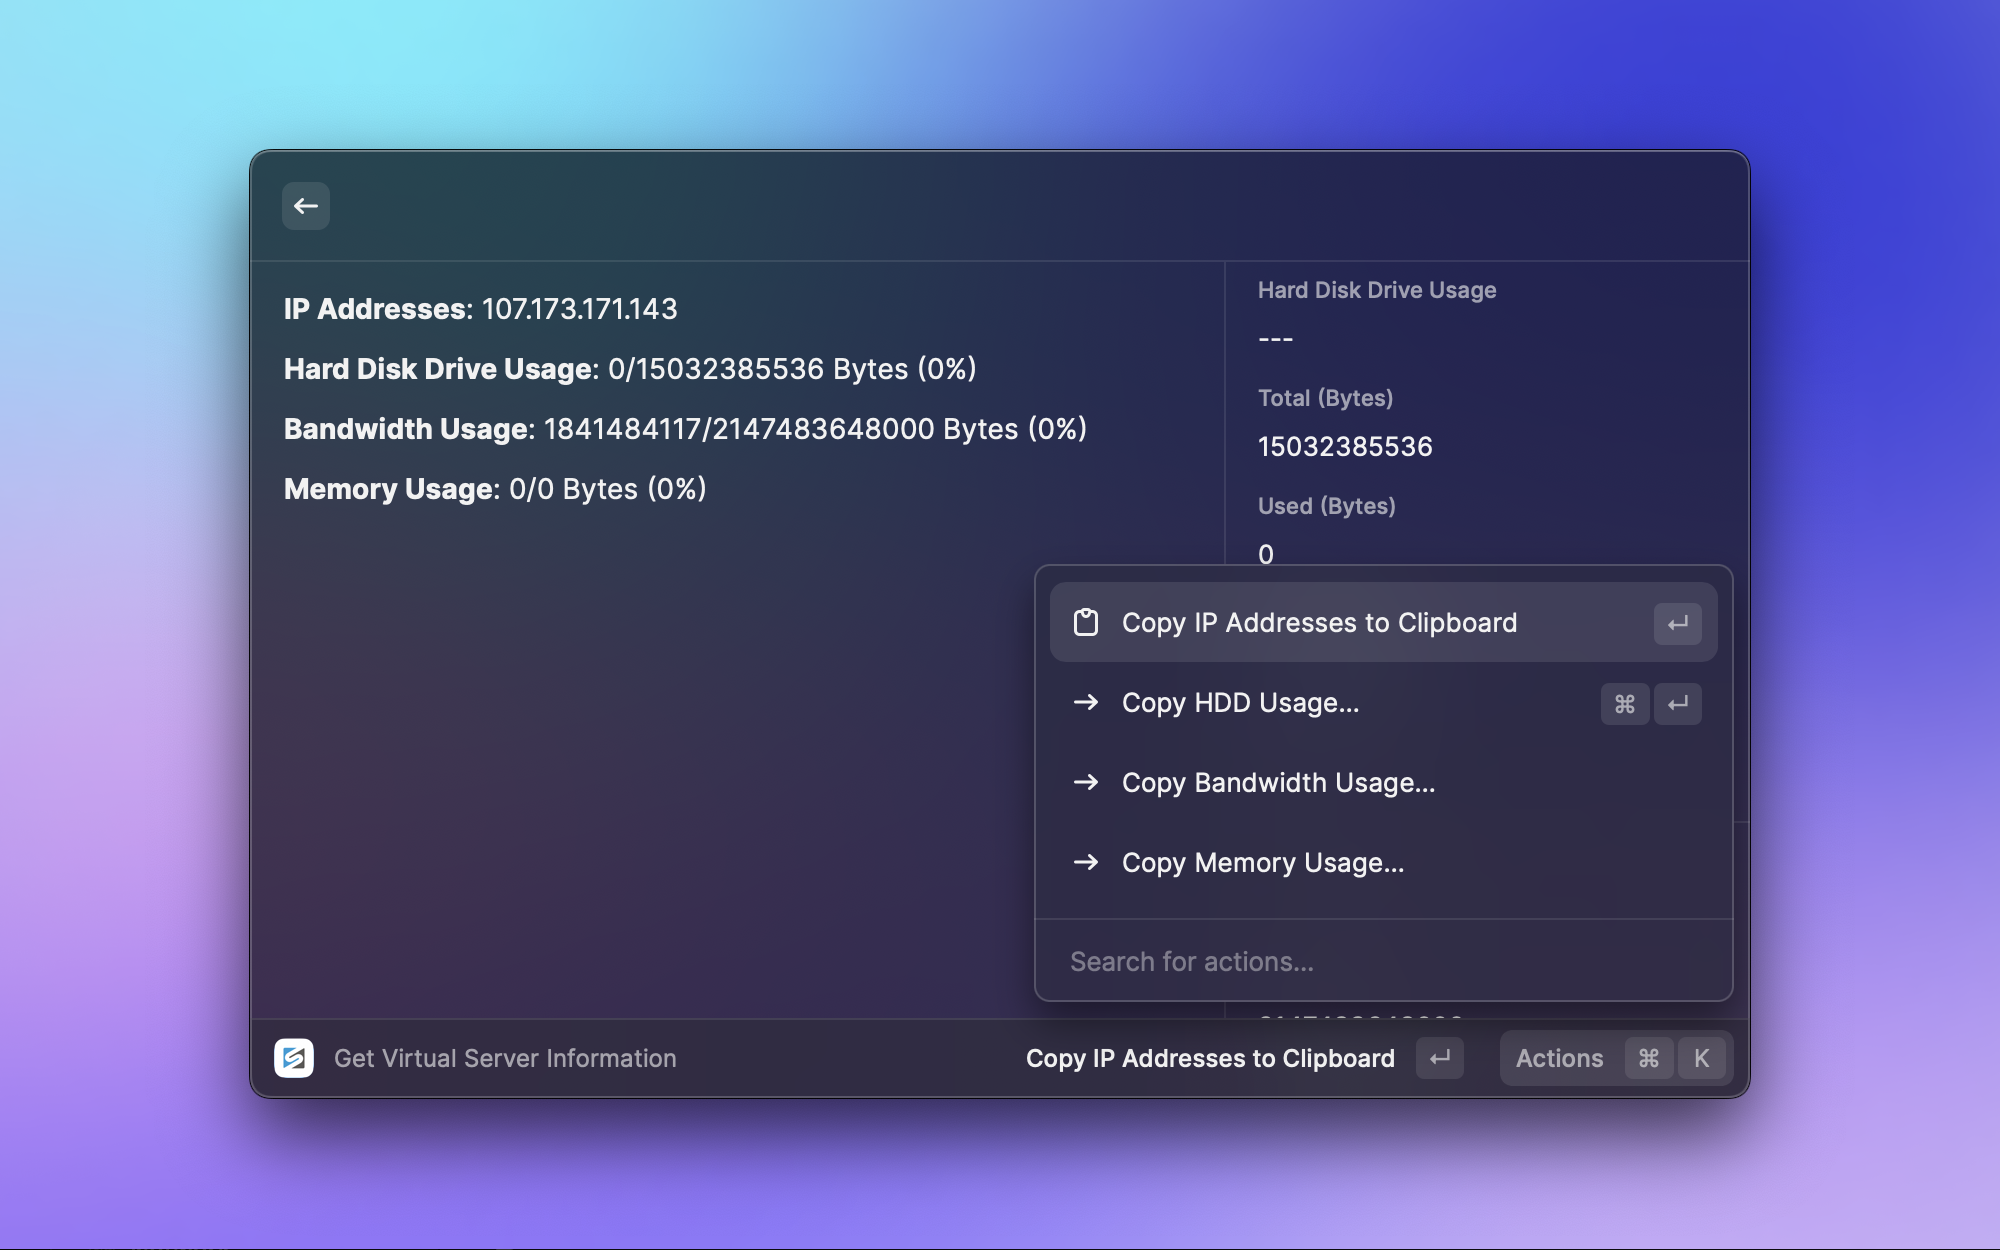 IP Addresses: 107.173.171.143
Hard Disk Drive Usage: 0/15032385536 Bytes (0%)
Bandwidth Usage: 1841484117/2147483648000 Bytes (0%)
Memory Usage: 0/0 Bytes (0%)
Hard Disk Drive Usage
---
Total (Bytes)
15032385536
Used (Bytes)
0
Copy IP Addresses to Clipboard
Copy HDD Usage...
Copy Bandwidth Usage...
Copy Memory Usage...
Search for actions...
Get Virtual Server Information
Copy IP Addresses to Clipboard
Actions ⌘ K